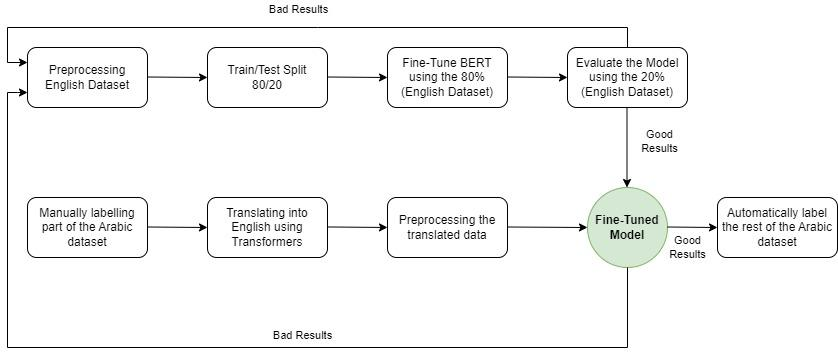 Bad Results
Preprocessing
English Dataset
Train/Test Split
80/20
Fine-Tune BERT
using the 80%
(English Dataset)
Evaluate the Model
using the 20%
(English Dataset)
Good
Results
Manually labelling
part of the Arabic
dataset
Translating into
English using
Transformers
Preprocessing the
translated data
Fine-Tuned
Model
Good
Results
Automatically label
the rest of the Arabic
dataset
Bad Results